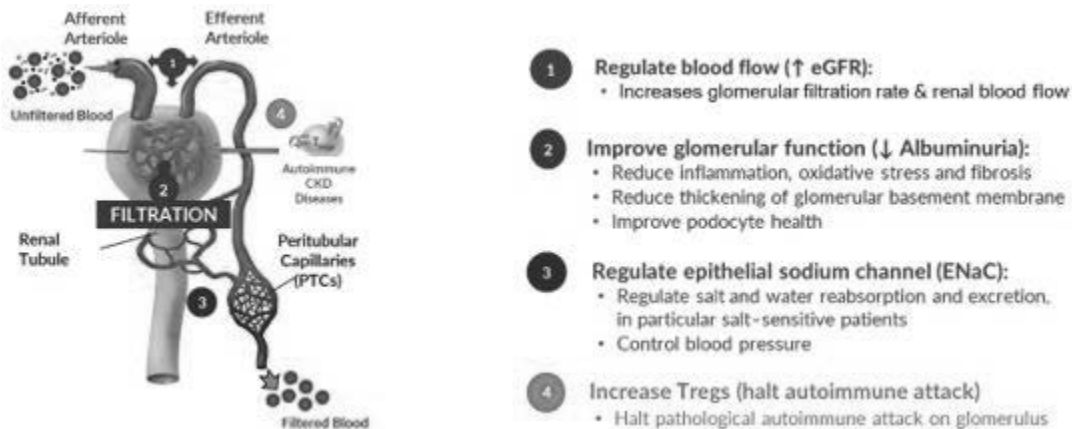 Afferent
Arteriole
Efferent
Arteriole
1
Unfiltered Blood
4
Autoimmune
CKD
Diseases
2
FILTRATION
Renal
Tubule
Peritubular
Capillaries
(PTCs)
3
Filtered Blood
1 Regulate blood flow (↑ eGFR):
• Increases glomerular filtration rate & renal blood flow
2 Improve glomerular function (↓ Albuminuria):
• Reduce inflammation, oxidative stress and fibrosis
• Reduce thickening of glomerular basement membrane
• Improve podocyte health
3 Regulate epithelial sodium channel (ENaC):
• Regulate salt and water reabsorption and excretion,
in particular salt-sensitive patients
• Control blood pressure
4 Increase Tregs (halt autoimmune attack)
• Halt pathological autoimmune attack on glomerulus